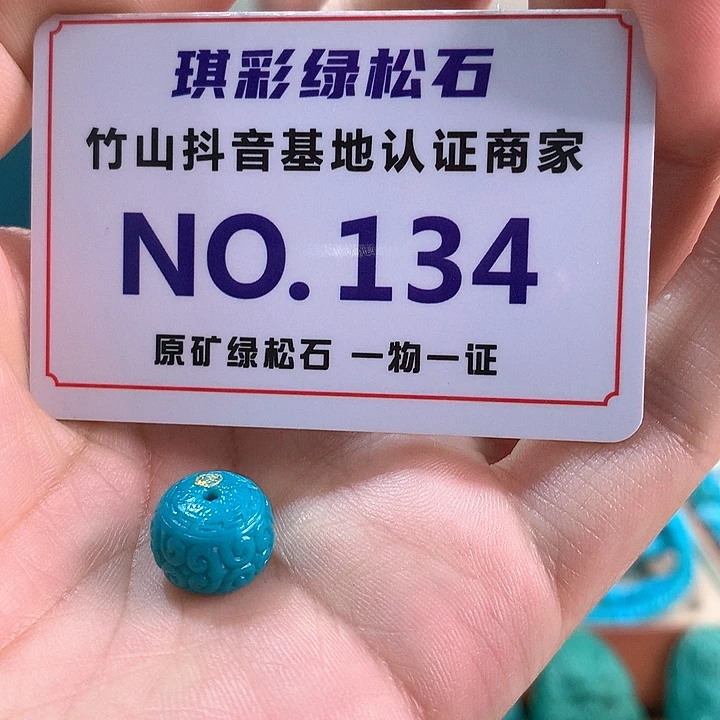 琪彩绿松石
竹山抖音基地认证商家
NO.134
原矿绿松石 一物一证